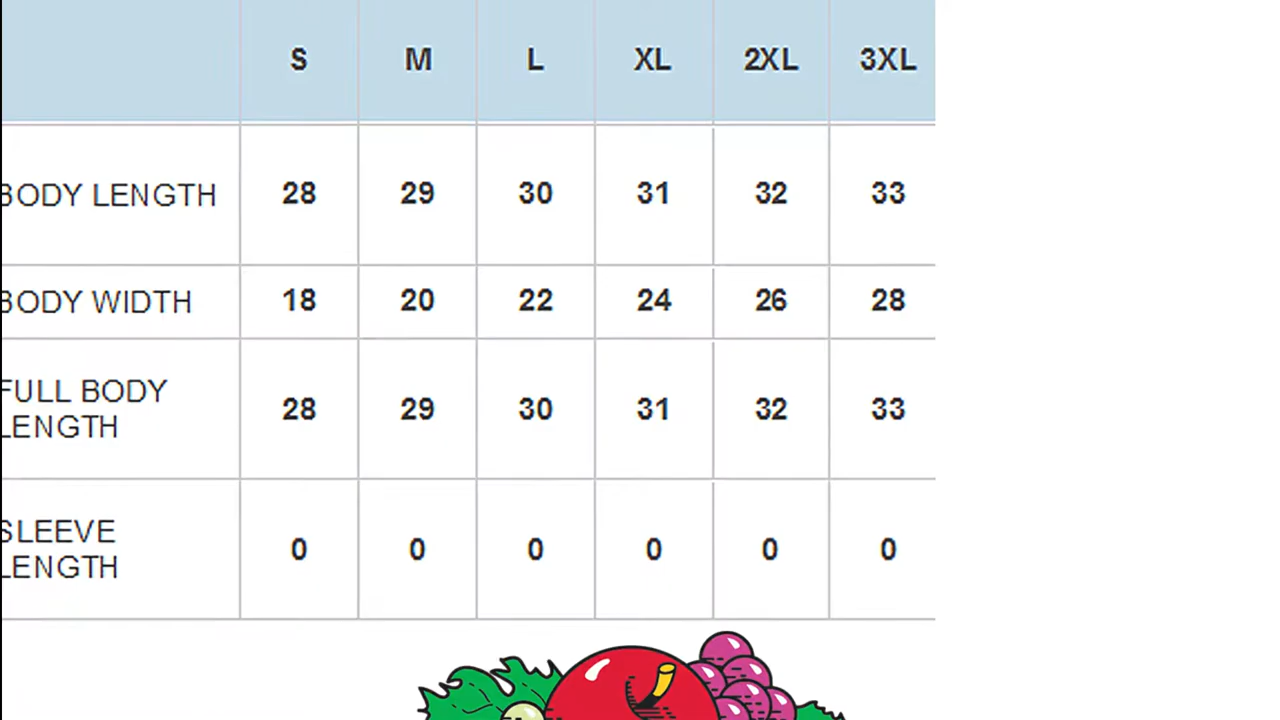 S M L XL 2XL 3XL
BODY LENGTH 28 29 30 31 32 33
BODY WIDTH 18 20 22 24 26 28
FULL BODY
LENGTH 28 29 30 31 32 33
SLEEVE
LENGTH 0 0 0 0 0 0